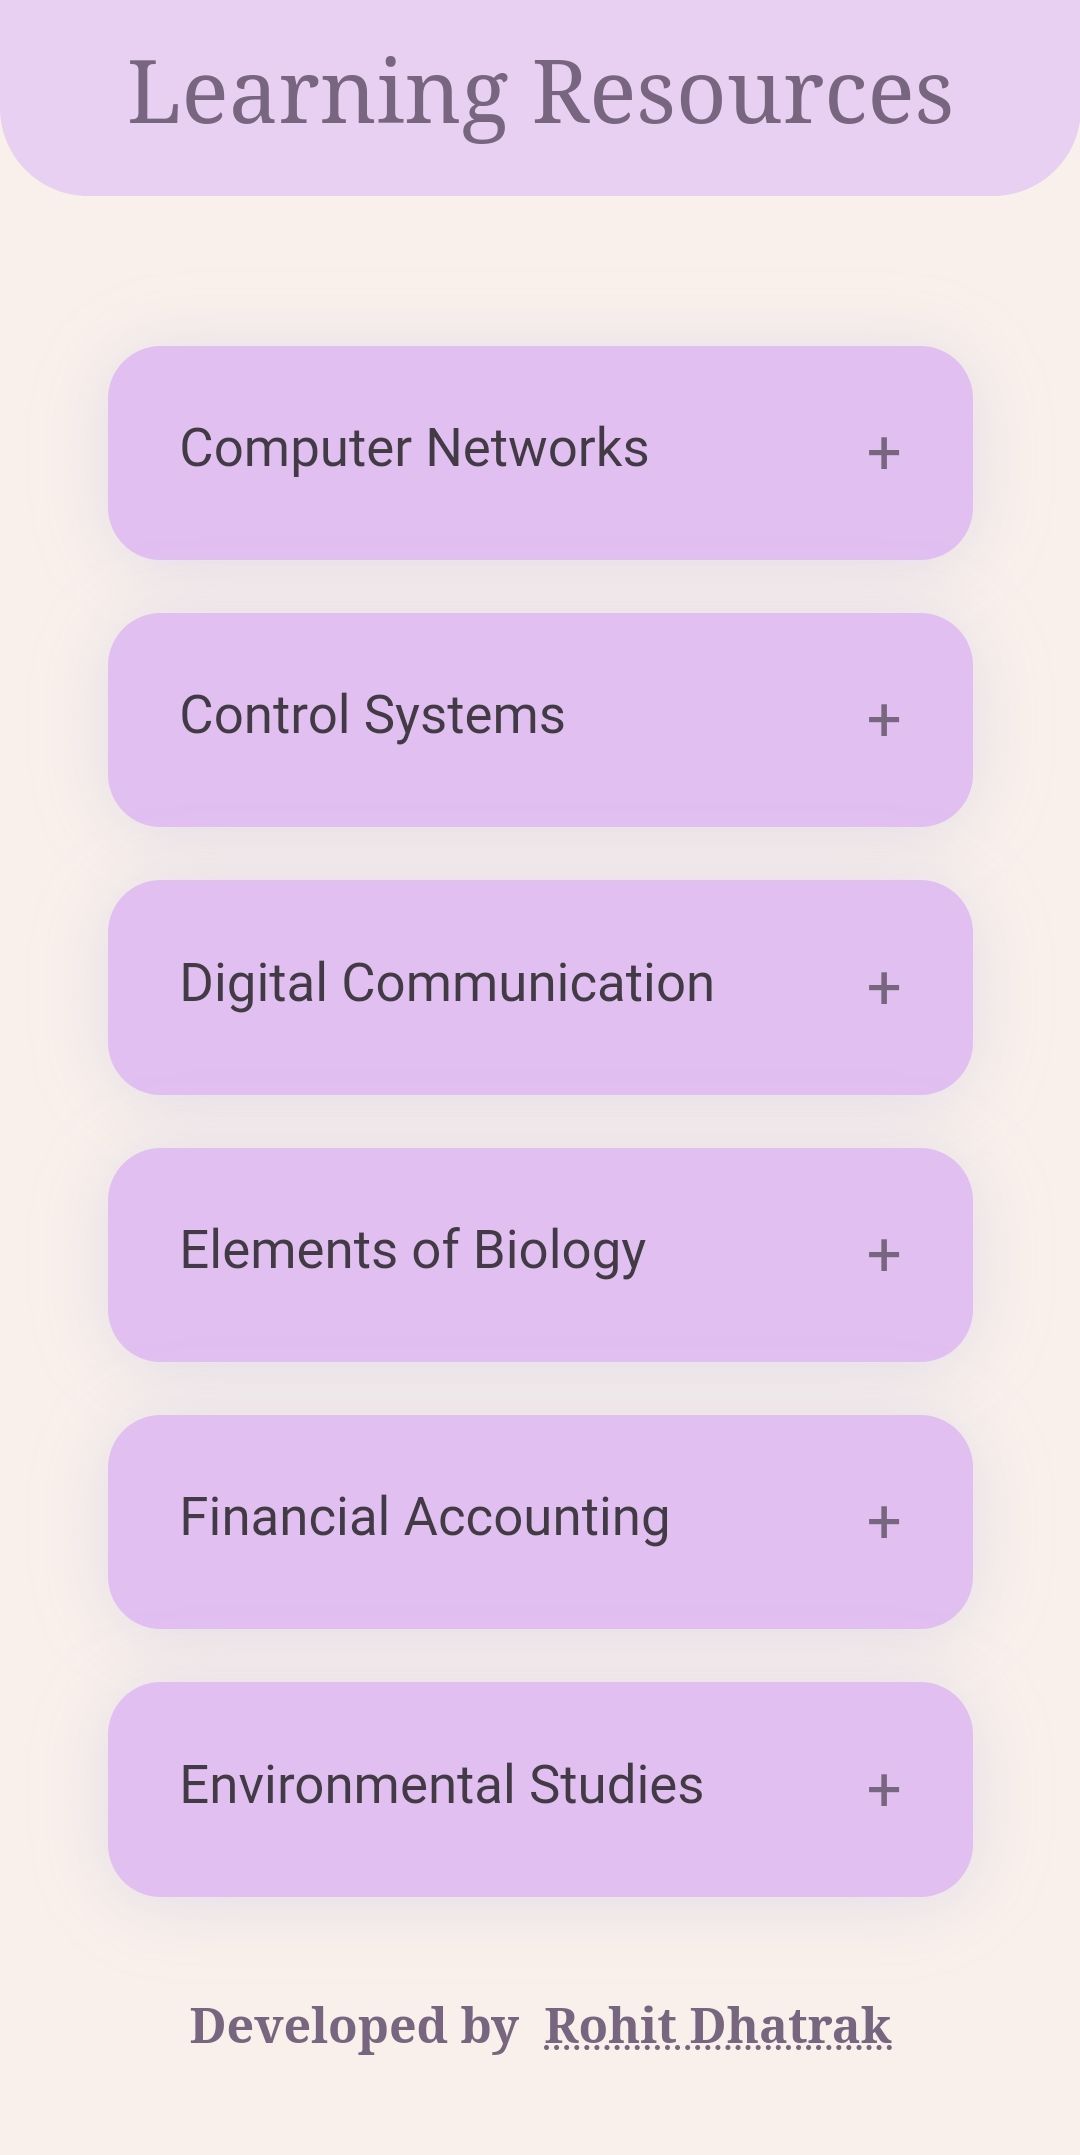 Learning Resources
Computer Networks +
Control Systems +
Digital Communication +
Elements of Biology +
Financial Accounting +
Environmental Studies +
Developed by Rohit Dhatrak